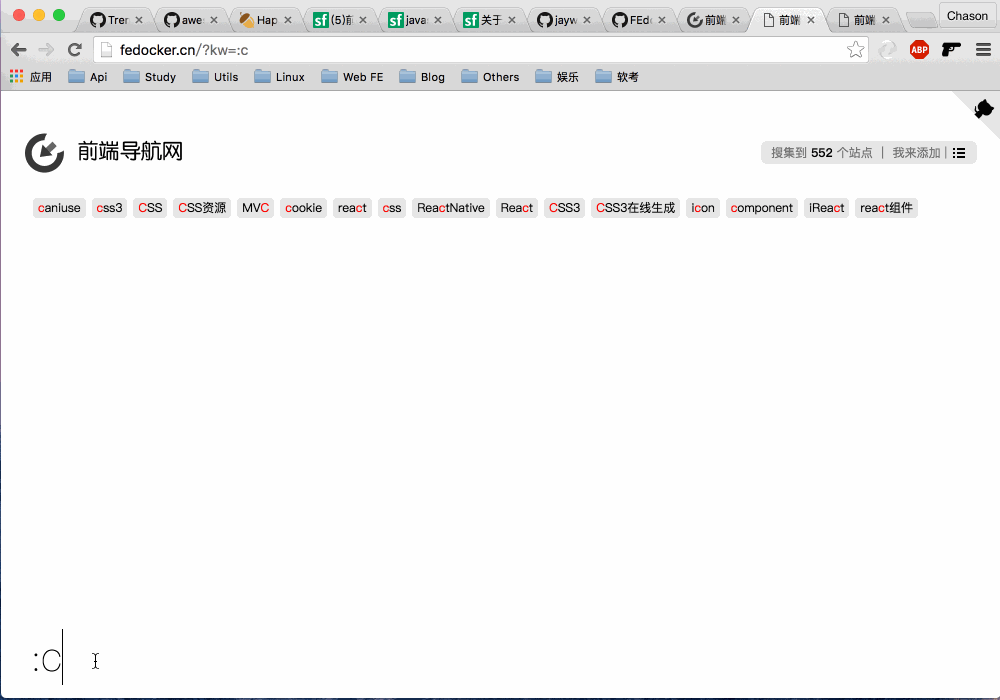 Trer awe Hap (5)前 java 关于 jayw FEdo 前端 前端 前端 Chason
fedocker.cn/?kw=:c ABP
应用 Api Study Utils Linux Web FE Blog Others 娱乐 软考
前端导航网
搜集到 552 个站点 | 我来添加 |
caniuse css3 CSS CSS资源 MVC cookie react css ReactNative React CSS3 CSS3在线生成 icon component iReact react组件
:C